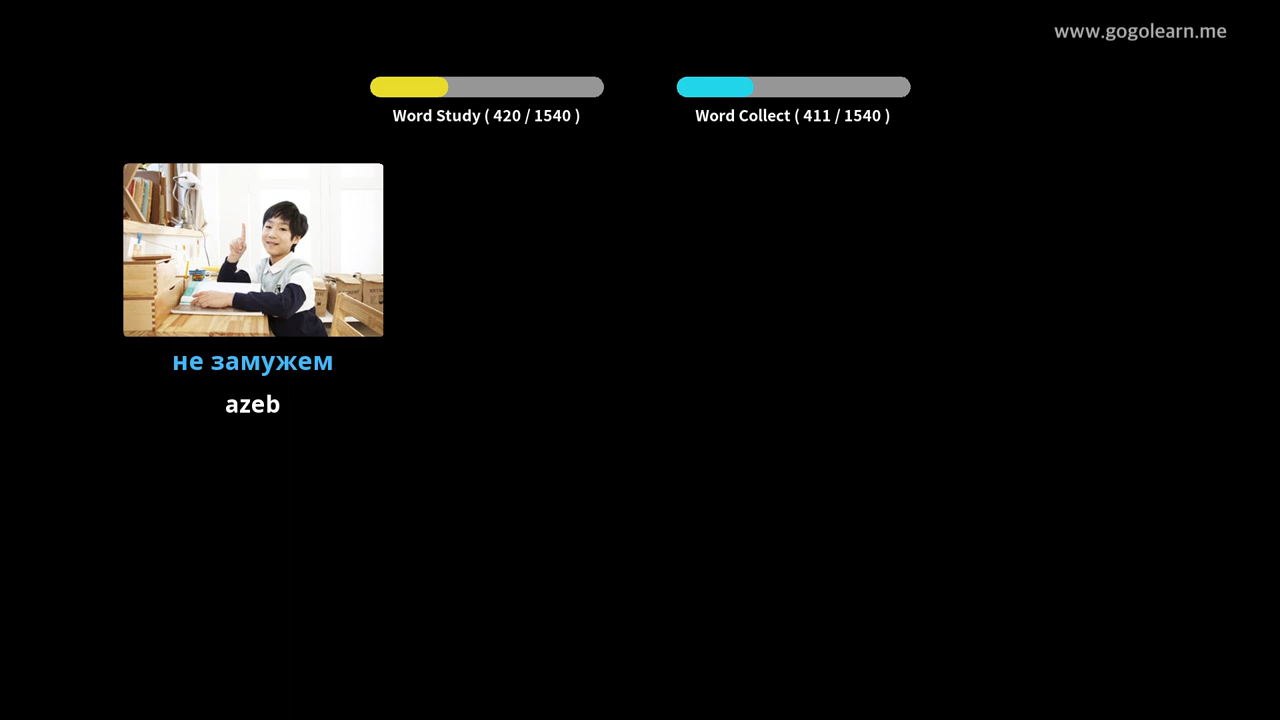 www.gogolearn.me
Word Study ( 420 / 1540 )
Word Collect ( 411 / 1540 )
не замужем
azeb